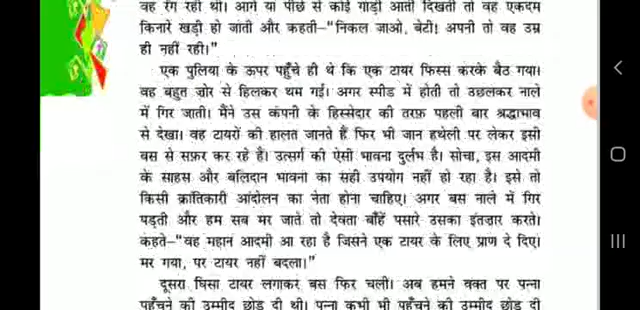 वह रेंग रही थी। आगे या पीछे से कोई गाड़ी आती दिखती तो वह एकदम
किनारे खड़ी हो जाती और कहती–"निकल जाओ, बेटी! अपनी तो वह उम्र
ही नहीं रही।"
एक पुलिया के ऊपर पहुँचे ही थे कि एक टायर फिस्स करके बैठ गया।
वह बहुत ज़ोर से हिलकर थम गई। अगर स्पीड में होती तो उछलकर नाले
में गिर जाती। मैंने उस कंपनी के हिस्सेदार की तरफ़ पहली बार श्रद्धाभाव
से देखा। वह टायरों की हालत जानते हैं फिर भी जान हथेली पर लेकर इसी
बस से सफ़र कर रहे हैं। उत्सर्ग की ऐसी भावना दुर्लभ है। सोचा, इस आदमी
के साहस और बलिदान भावना का सही उपयोग नहीं हो रहा है। इसे तो
किसी क्रांतिकारी आंदोलन का नेता होना चाहिए। अगर बस नाले में गिर
पड़ती और हम सब मर जाते तो देवता बाँहें पसारे उसका इंतज़ार करते।
कहते–"वह महान आदमी आ रहा है जिसने एक टायर के लिए प्राण दे दिए।
मर गया, पर टायर नहीं बदला।"
दूसरा घिसा टायर लगाकर बस फिर चली। अब हमने वक्त पर पन्ना
पहुँचने की उम्मीद छोड़ दी थी। पन्ना कभी भी पहुँचने की उम्मीद छोड़ दी